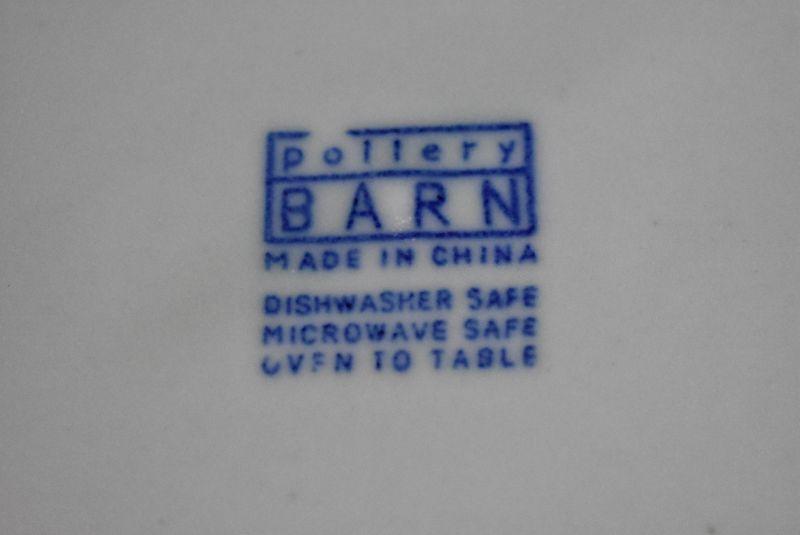 pottery
BARN
MADE IN CHINA
DISHWASHER SAFE
MICROWAVE SAFE
OVEN TO TABLE